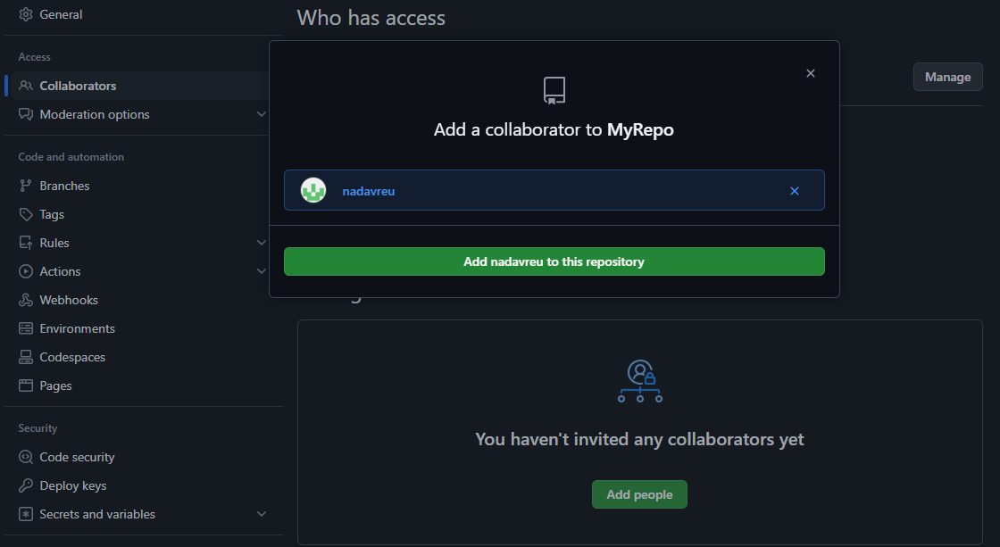 General
Access
Collaborators
Moderation options
Code and automation
Branches
Tags
Rules
Actions
Webhooks
Environments
Codespaces
Pages
Security
Code security
Deploy keys
Secrets and variables
Who has access
Manage
Add a collaborator to MyRepo
nadavreu
Add nadavreu to this repository
You haven't invited any collaborators yet
Add people